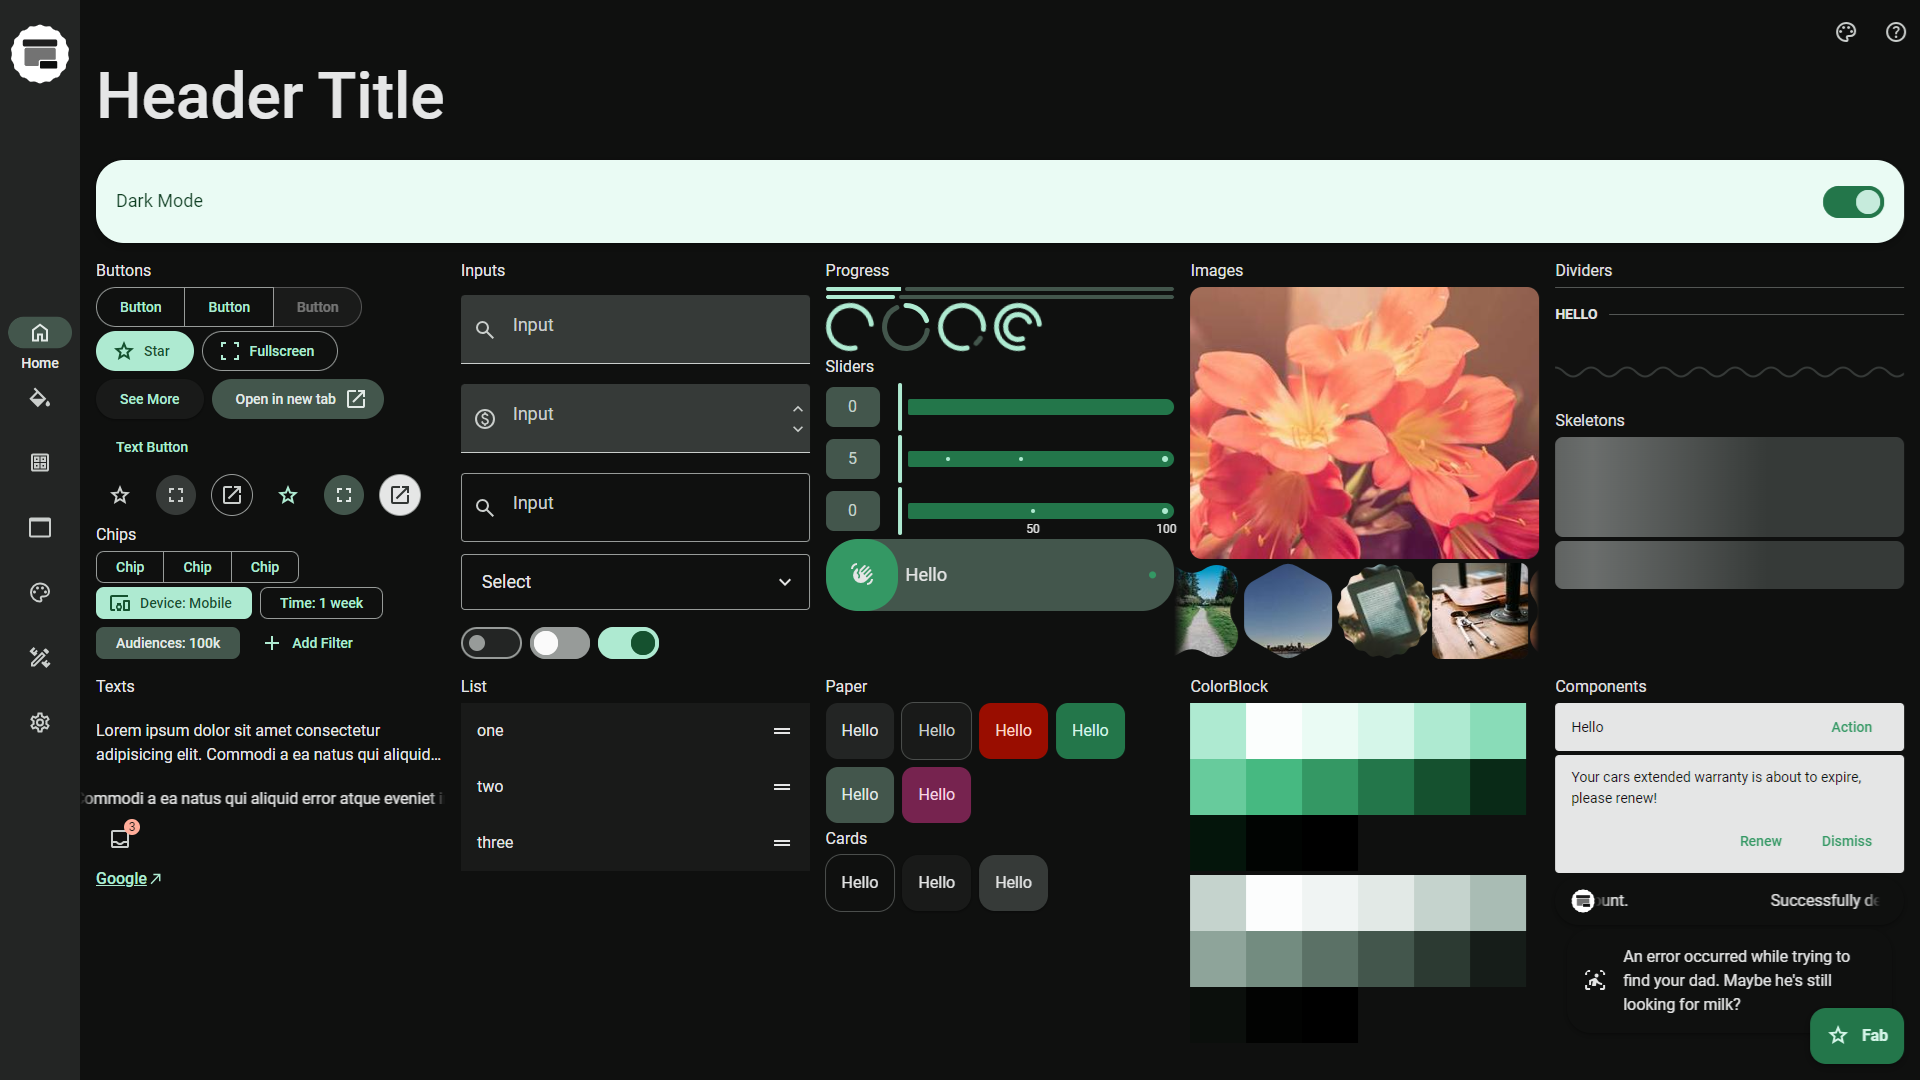 Header Title
Dark Mode
Buttons
Button
Button
Button
Star
Fullscreen
See More
Open in new tab
Text Button
Chips
Chip
Chip
Chip
Device: Mobile
Time: 1 week
Audiences: 100k
Add Filter
Texts
Lorem ipsum dolor sit amet consectetur
adipisicing elit. Commodi a ea natus qui aliquid...
ommodi a ea natus qui aliquid error atque eveniet i
3
Google
Home
Inputs
Input
Input
Input
Select
List
one
two
three
Progress
Sliders
0
5
0
50
100
Hello
Paper
Hello
Hello
Hello
Hello
Hello
Hello
Cards
Hello
Hello
Hello
Images
ColorBlock
Dividers
HELLO
Skeletons
Components
Hello
Action
Your cars extended warranty is about to expire,
please renew!
Renew
Dismiss
ount.
Successfully de
An error occurred while trying to
find your dad. Maybe he's still
looking for milk?
Fab